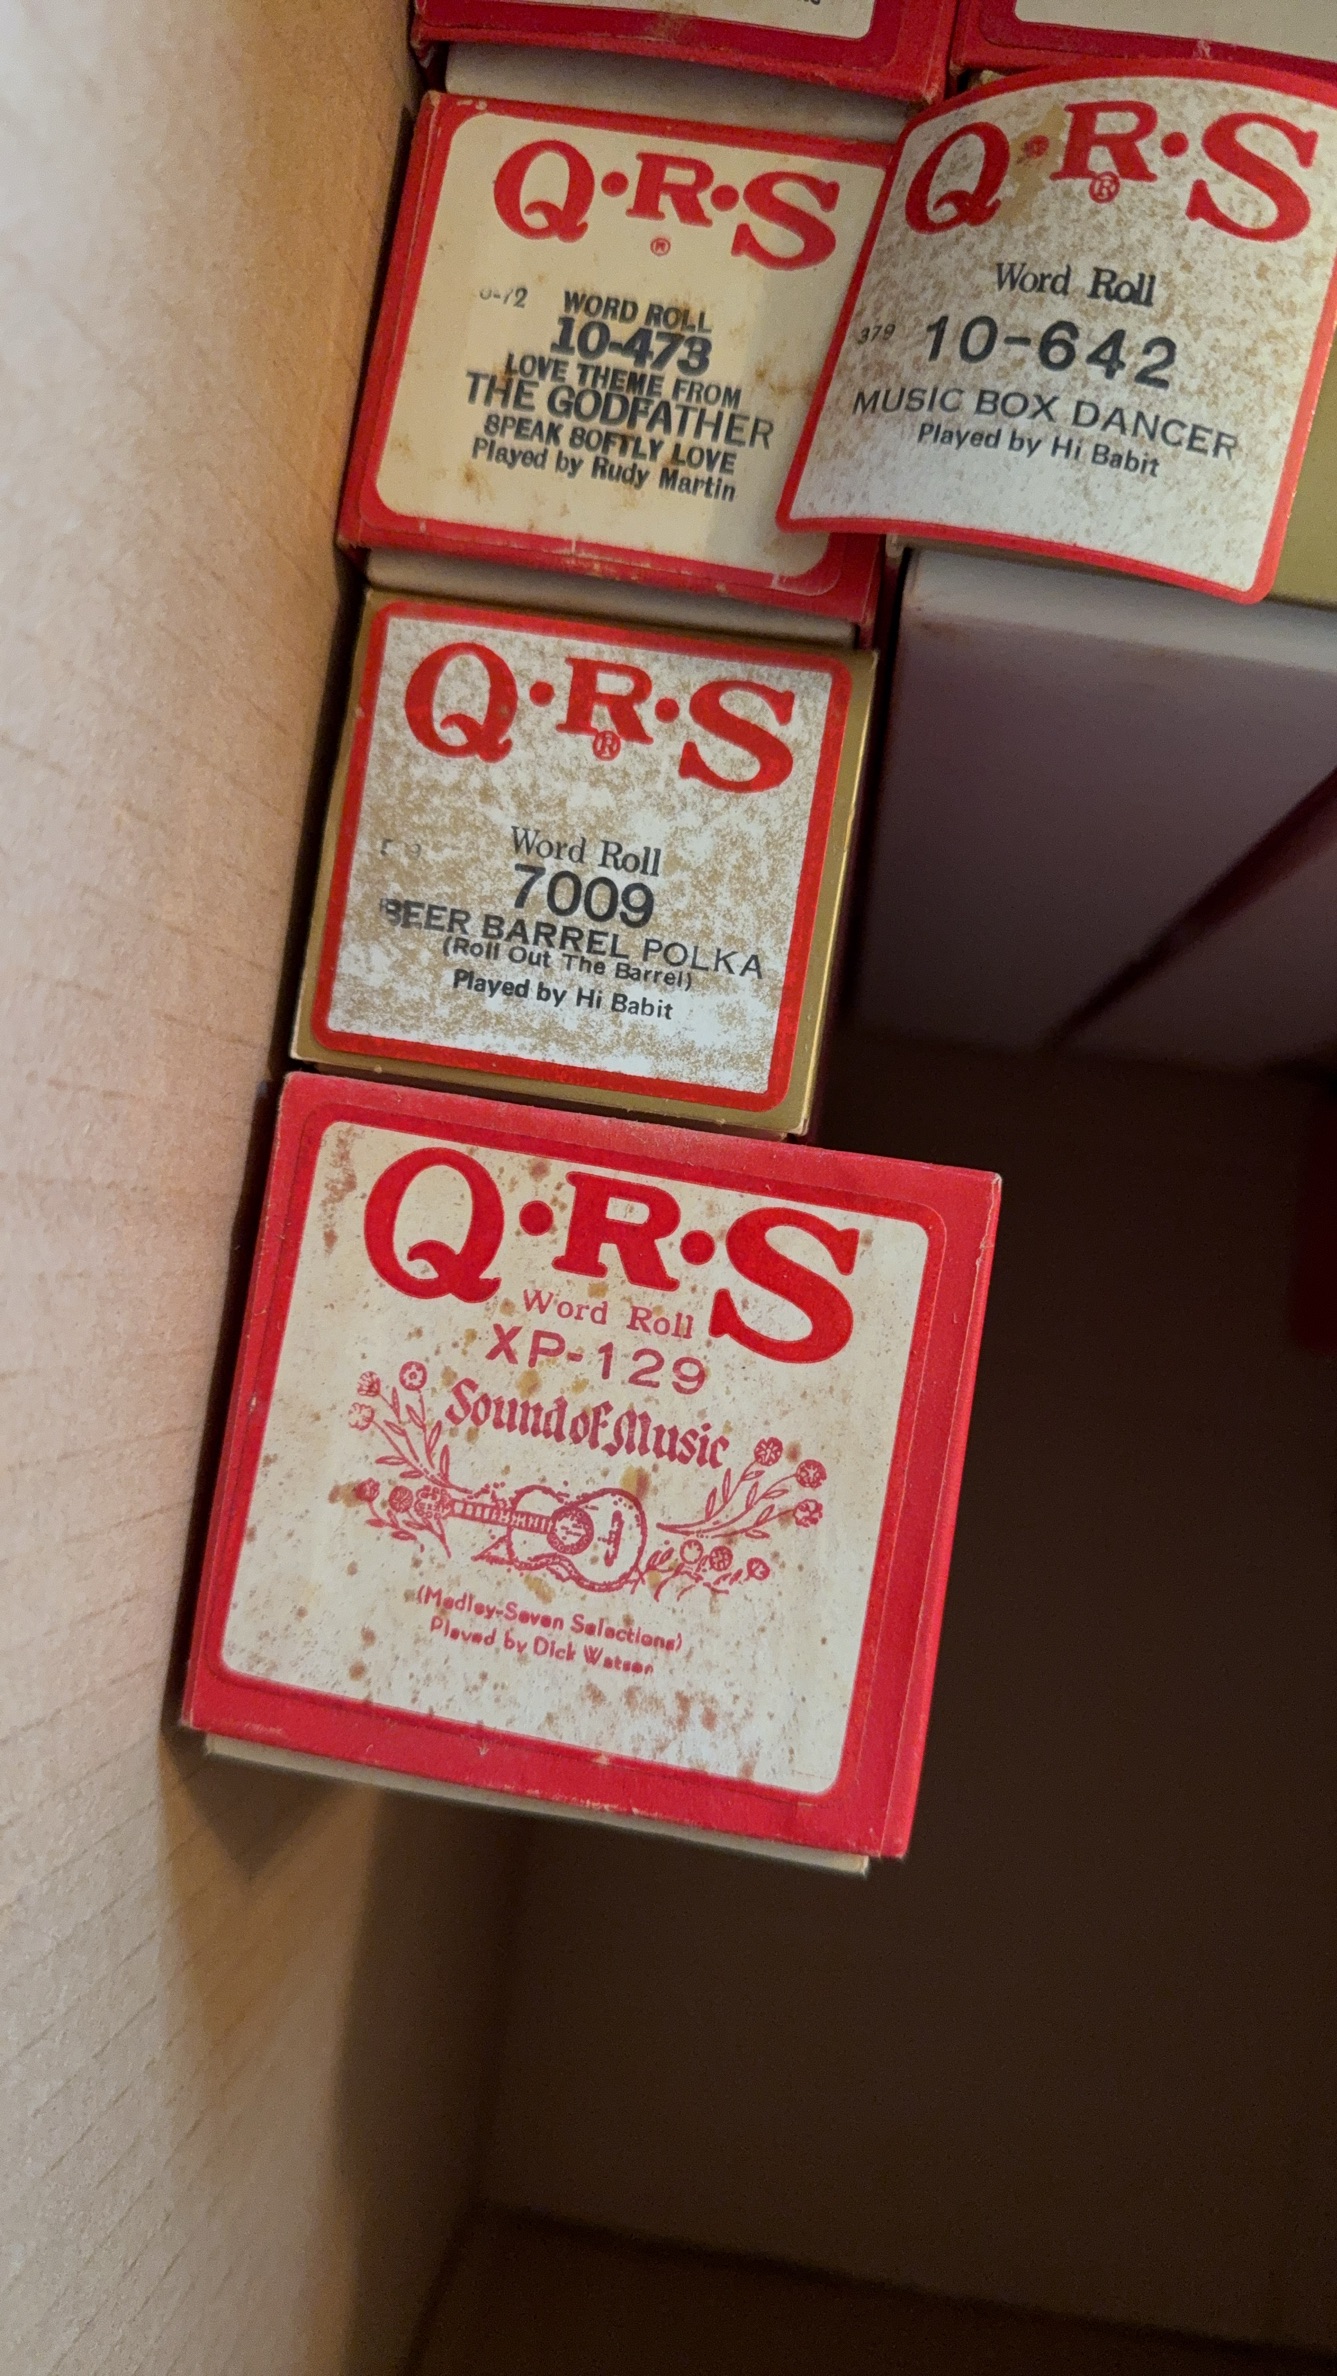 Q·R·S
®
WORD ROLL
10-473
LOVE THEME FROM
THE GODFATHER
SPEAK SOFTLY LOVE
Played by Rudy Martin
Q·R·S
®
Word Roll
379 10-642
MUSIC BOX DANCER
Played by Hi Babit
Q·R·S
®
Word Roll
7009
BEER BARREL POLKA
(Roll Out The Barrel)
Played by Hi Babit
Q·R·S
Word Roll
XP-129
Sound of Music
(Medley-Seven Selections)
Played by Dick Watson